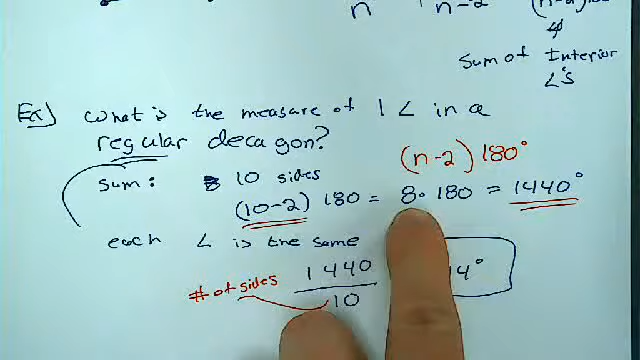 n n-2 (n-2)180
Sum of Interior
∠'s
Ex) What is the measure of 1 ∠ in a
regular decagon?
(n-2) 180°
sum: 10 sides
(10-2) 180 = 8· 180 = 1440°
each ∠ is the same
# of sides 1440 4°
10